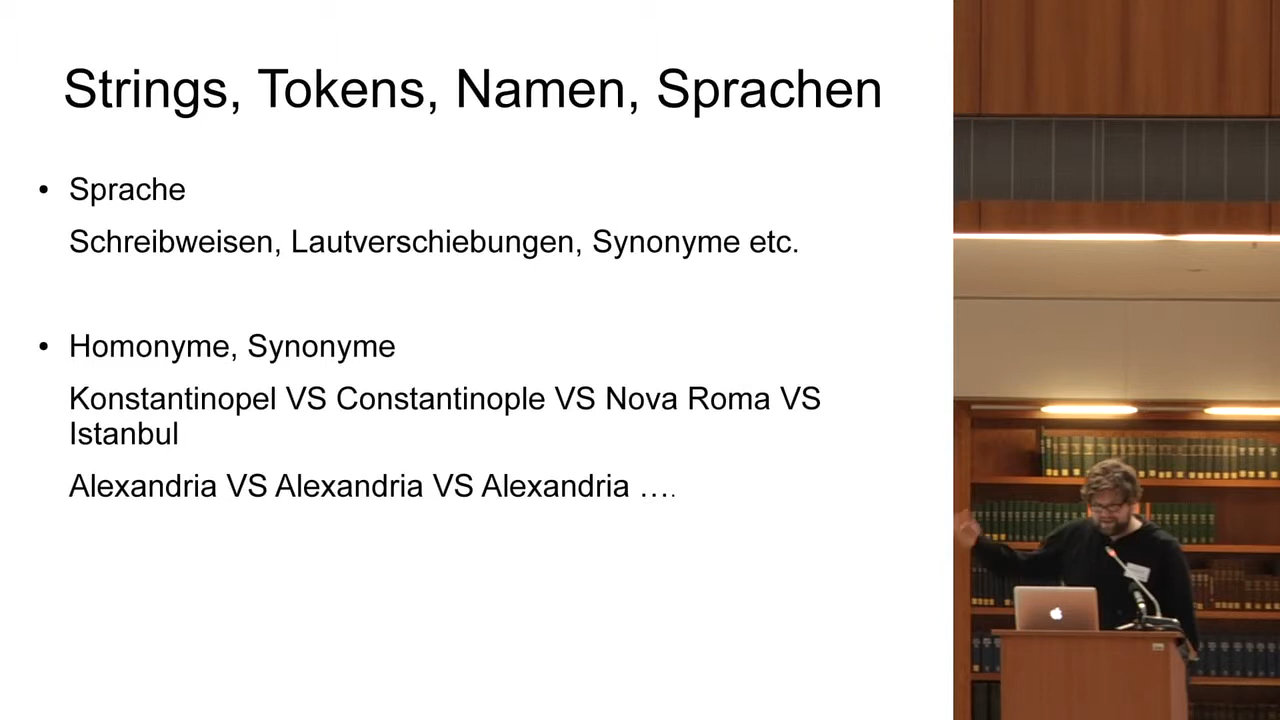 Strings, Tokens, Namen, Sprachen
• Sprache
Schreibweisen, Lautverschiebungen, Synonyme etc.
• Homonyme, Synonyme
Konstantinopel VS Constantinople VS Nova Roma VS
Istanbul
Alexandria VS Alexandria VS Alexandria ….